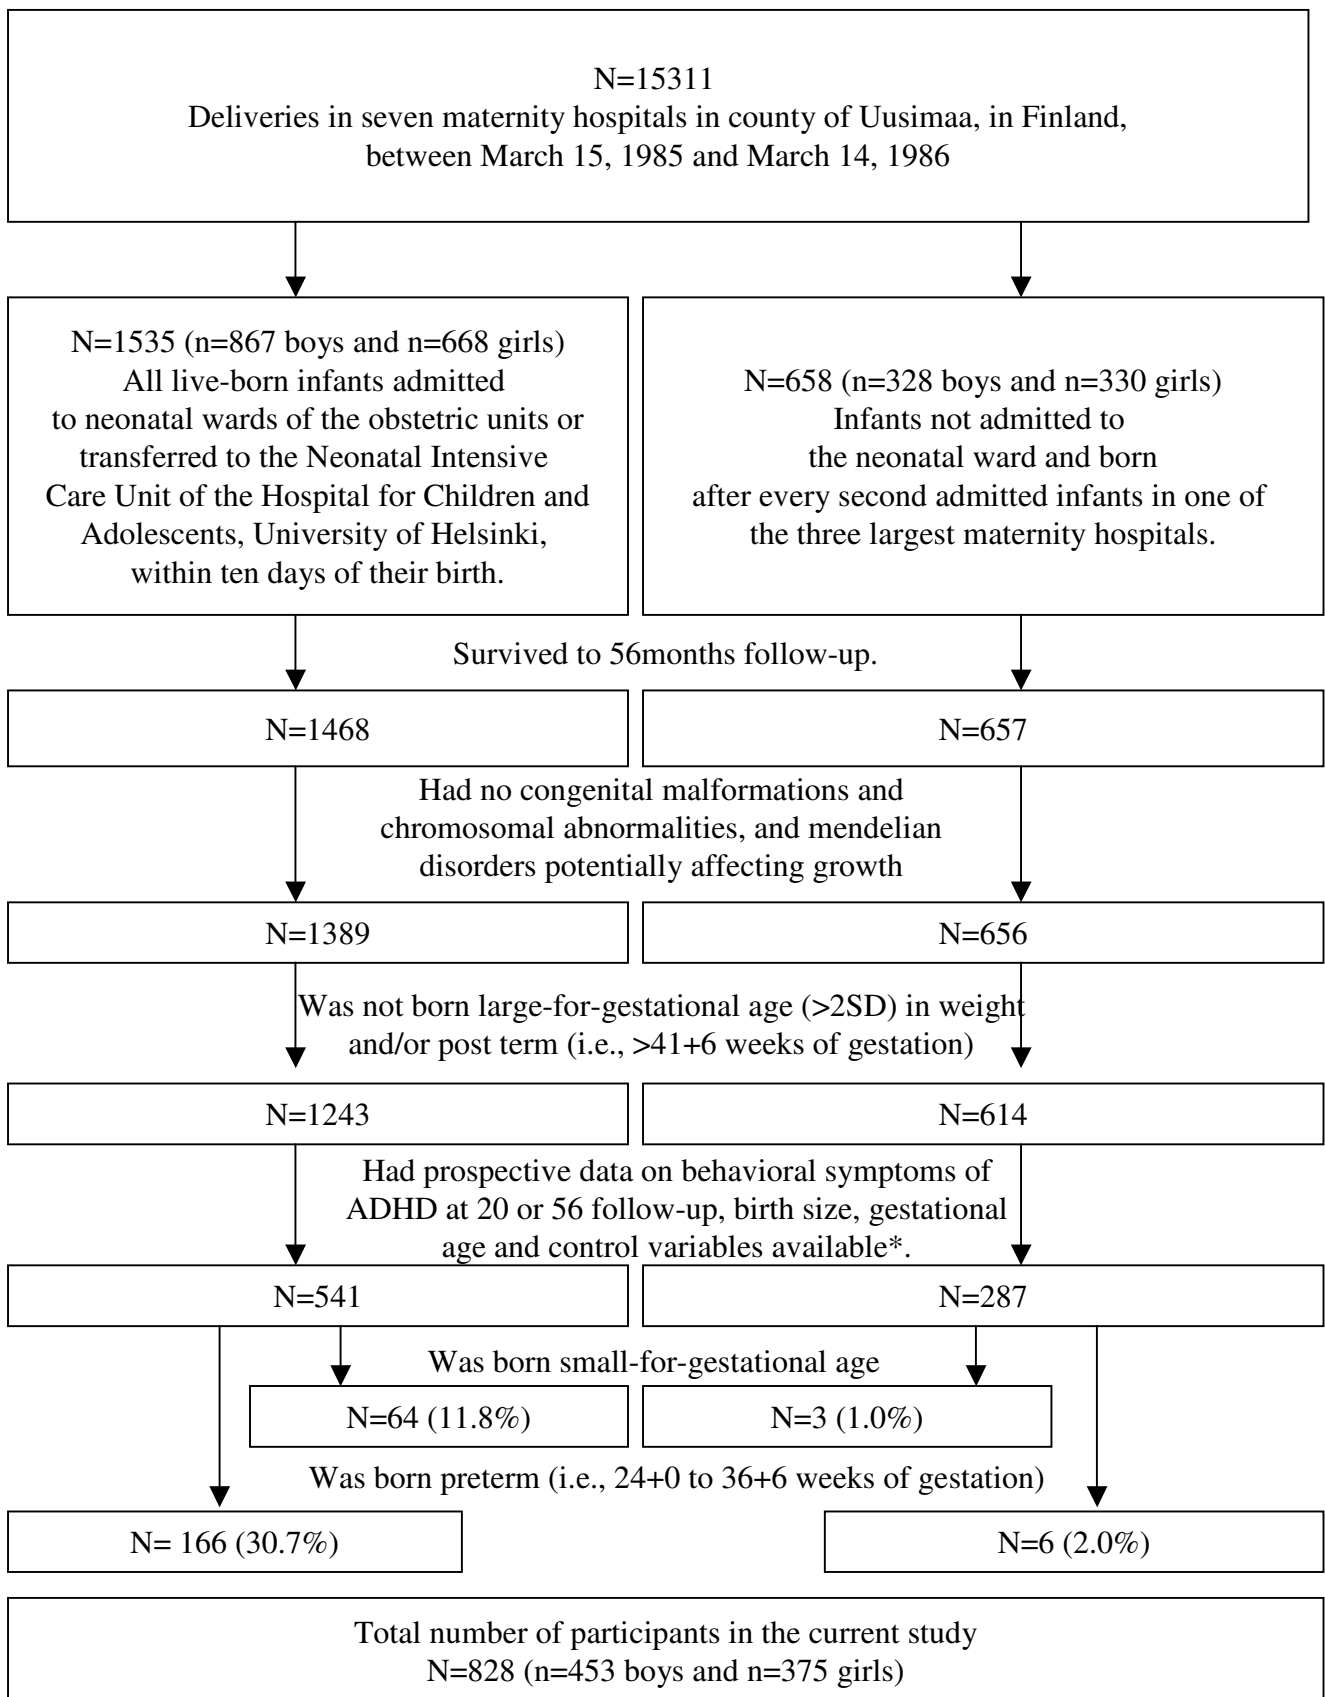 N=15311
Deliveries in seven maternity hospitals in county of Uusimaa, in Finland,
between March 15, 1985 and March 14, 1986
N=1535 (n=867 boys and n=668 girls)
All live-born infants admitted
to neonatal wards of the obstetric units or
transferred to the Neonatal Intensive
Care Unit of the Hospital for Children and
Adolescents, University of Helsinki,
within ten days of their birth.
N=658 (n=328 boys and n=330 girls)
Infants not admitted to
the neonatal ward and born
after every second admitted infants in one of
the three largest maternity hospitals.
Survived to 56months follow-up.
N=1468
N=657
Had no congenital malformations and
chromosomal abnormalities, and mendelian
disorders potentially affecting growth
N=1389
N=656
Was not born large-for-gestational age (>2SD) in weight
and/or post term (i.e., >41+6 weeks of gestation)
N=1243
N=614
Had prospective data on behavioral symptoms of
ADHD at 20 or 56 follow-up, birth size, gestational
age and control variables available*.
N=541
N=287
Was born small-for-gestational age
N=64 (11.8%)
N=3 (1.0%)
Was born preterm (i.e., 24+0 to 36+6 weeks of gestation)
N= 166 (30.7%)
N=6 (2.0%)
Total number of participants in the current study
N=828 (n=453 boys and n=375 girls)